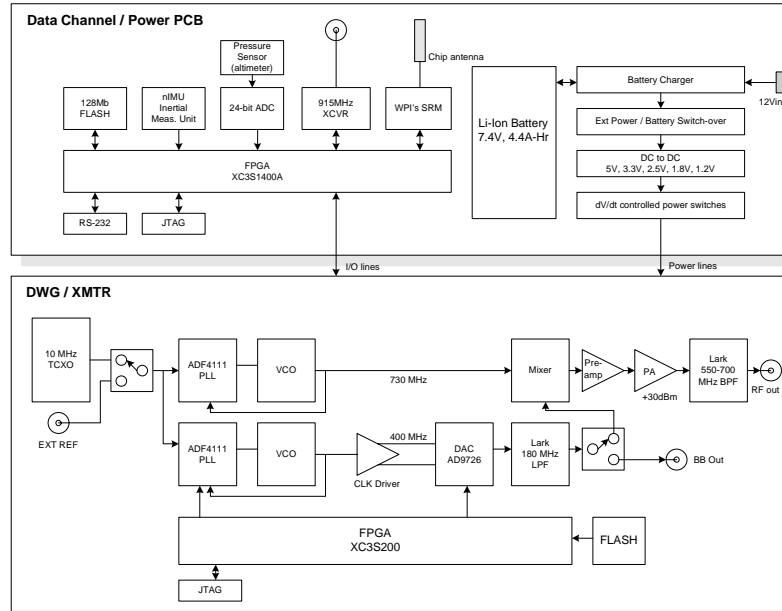 Data Channel / Power PCB
Pressure
Sensor
(altimeter)
Chip antenna
128Mb
FLASH
nIMU
Inertial
Meas. Unit
24-bit ADC
915MHz
XCVR
WPI's SRM
FPGA
XC3S1400A
RS-232
JTAG
Li-Ion Battery
7.4V, 4.4A-Hr
Battery Charger
12Vin
Ext Power / Battery Switch-over
DC to DC
5V, 3.3V, 2.5V, 1.8V, 1.2V
dV/dt controlled power switches
I/O lines
Power lines
DWG / XMTR
10 MHz
TCXO
EXT REF
ADF4111
PLL
VCO
730 MHz
Mixer
Pre-
amp
PA
+30dBm
Lark
550-700
MHz BPF
RF out
ADF4111
PLL
VCO
CLK Driver
400 MHz
DAC
AD9726
Lark
180 MHz
LPF
BB Out
FPGA
XC3S200
FLASH
JTAG